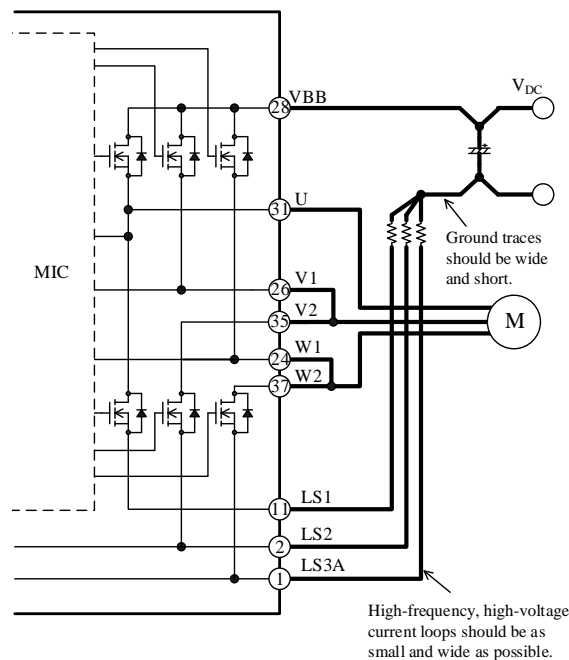 VBB
28
VDC
U
31
Ground traces
should be wide
and short.
MIC
V1
26
V2
35
M
W1
24
W2
37
LS1
11
LS2
2
LS3A
1
High-frequency, high-voltage
current loops should be as
small and wide as possible.